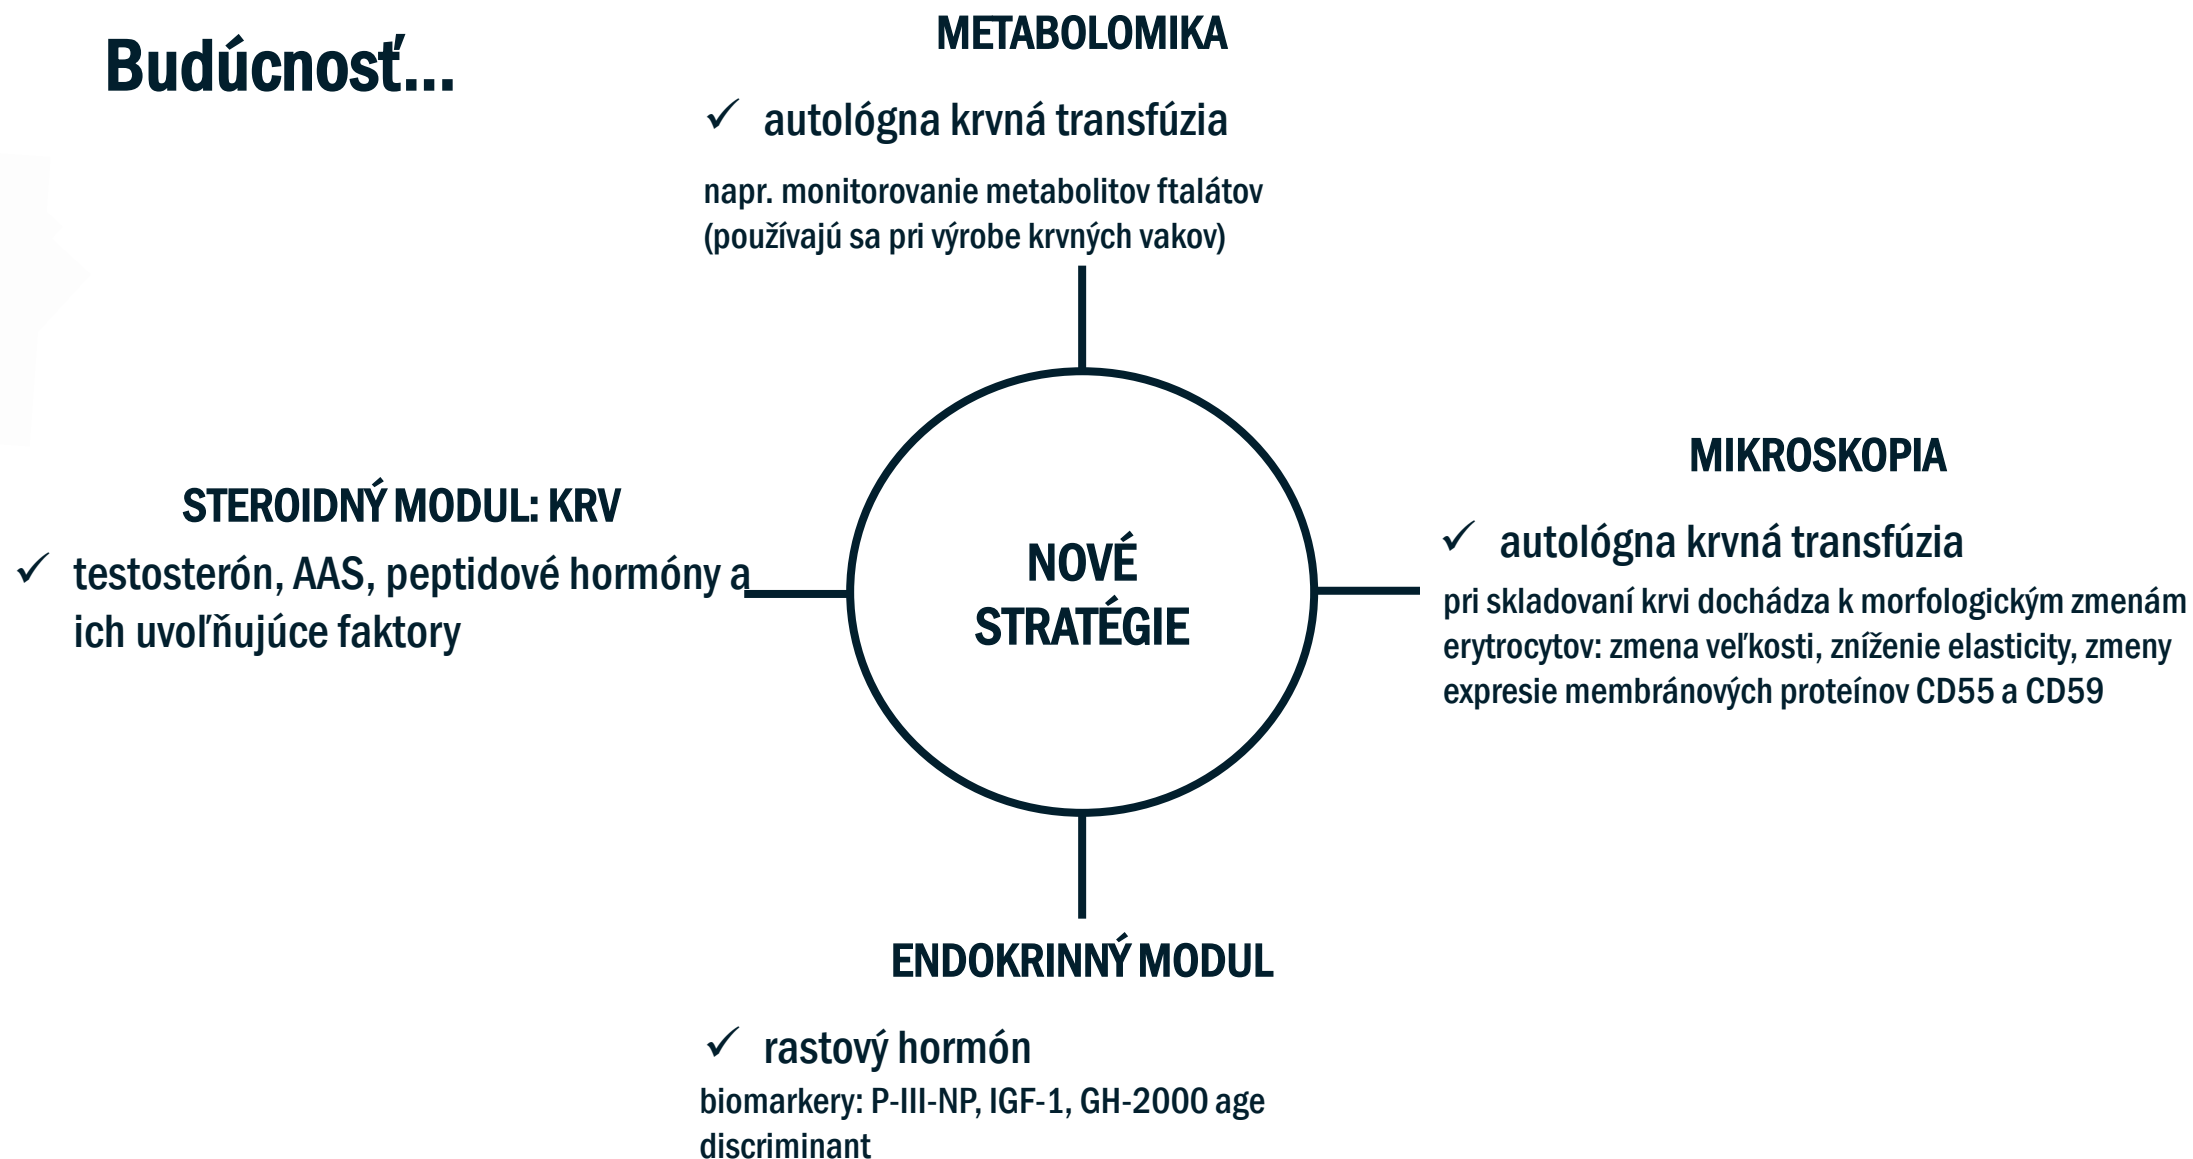 Budúcnosť...
METABOLOMIKA
✓ autológna krvná transfúzia
napr. monitorovanie metabolitov ftalátov
(používajú sa pri výrobe krvných vakov)
STEROIDNÝ MODUL: KRV
✓ testosterón, AAS, peptidové hormóny a
ich uvoľňujúce faktory
NOVÉ
STRATÉGIE
MIKROSKOPIA
✓ autológna krvná transfúzia
pri skladovaní krvi dochádza k morfologickým zmenám
erytrocytov: zmena veľkosti, zníženie elasticity, zmeny
expresie membránových proteínov CD55 a CD59
ENDOKRINNÝ MODUL
✓ rastový hormón
biomarkery: P-III-NP, IGF-1, GH-2000 age
discriminant